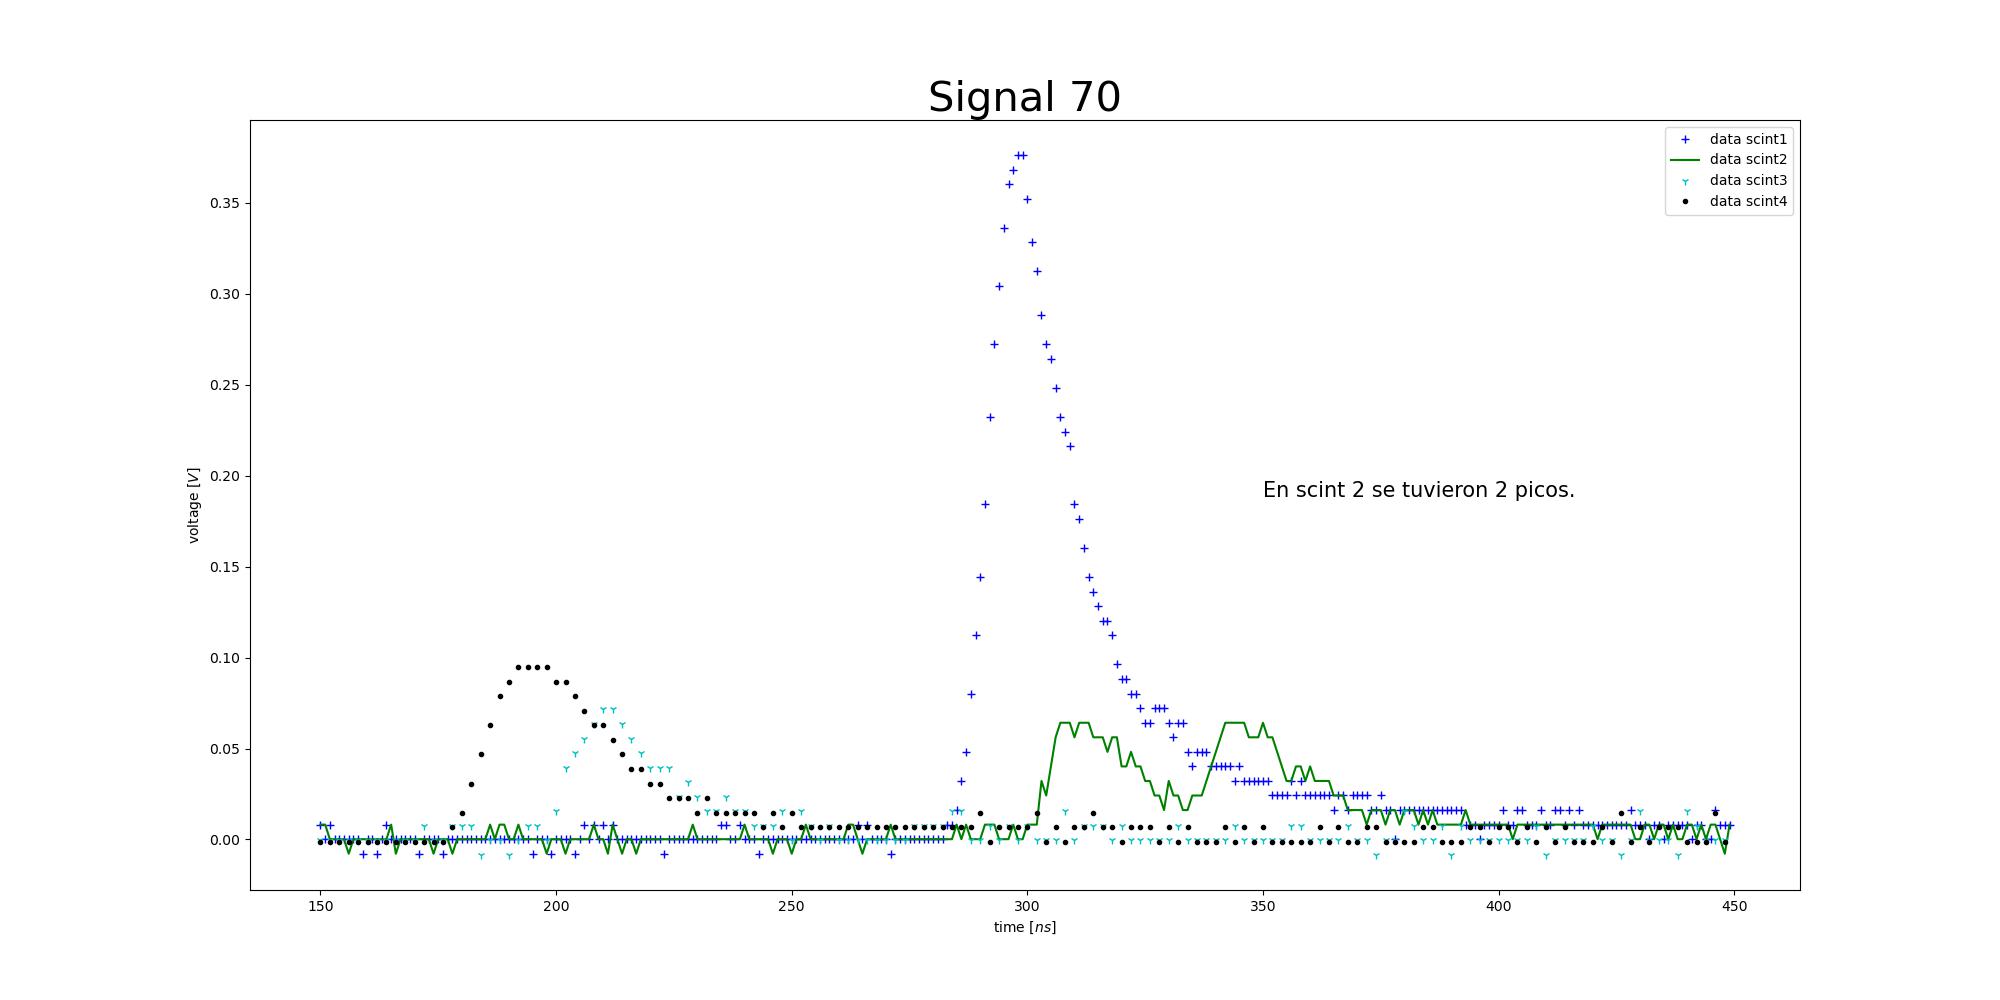 Signal 70
data scint1
data scint2
data scint3
data scint4
0.35
0.30
0.25
0.20
0.15
0.10
0.05
0.00
voltage [V]
En scint 2 se tuvieron 2 picos.
150 200 250 300 350 400 450
time [ns]